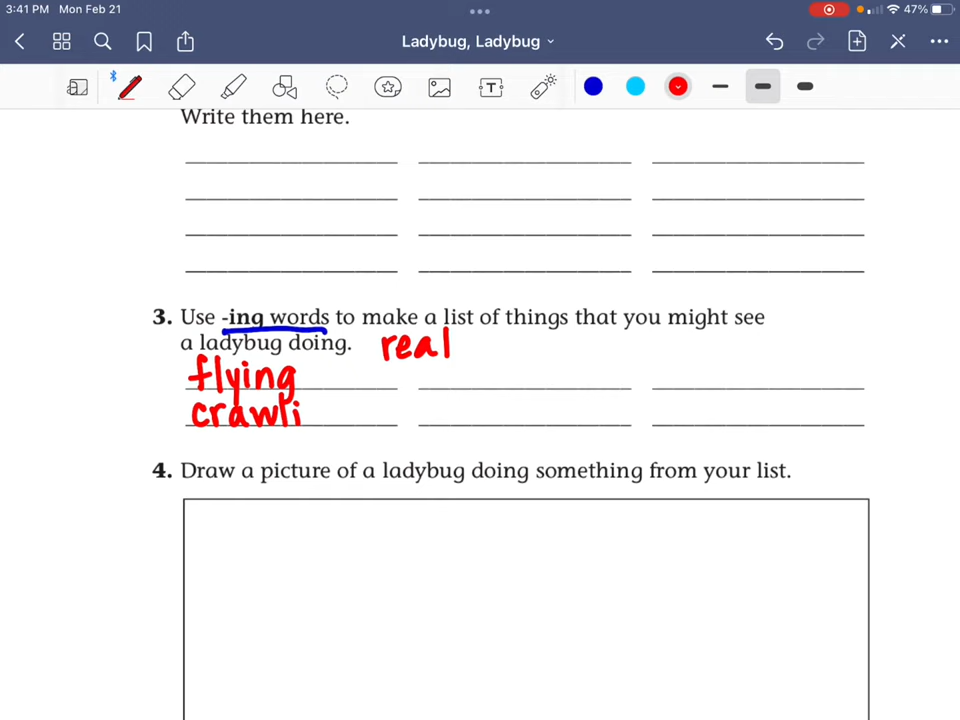 3:41 PM Mon Feb 21
47%
Ladybug, Ladybug
T
Write them here.
3. Use -ing words to make a list of things that you might see
a ladybug doing. real
flying
crawli
4. Draw a picture of a ladybug doing something from your list.